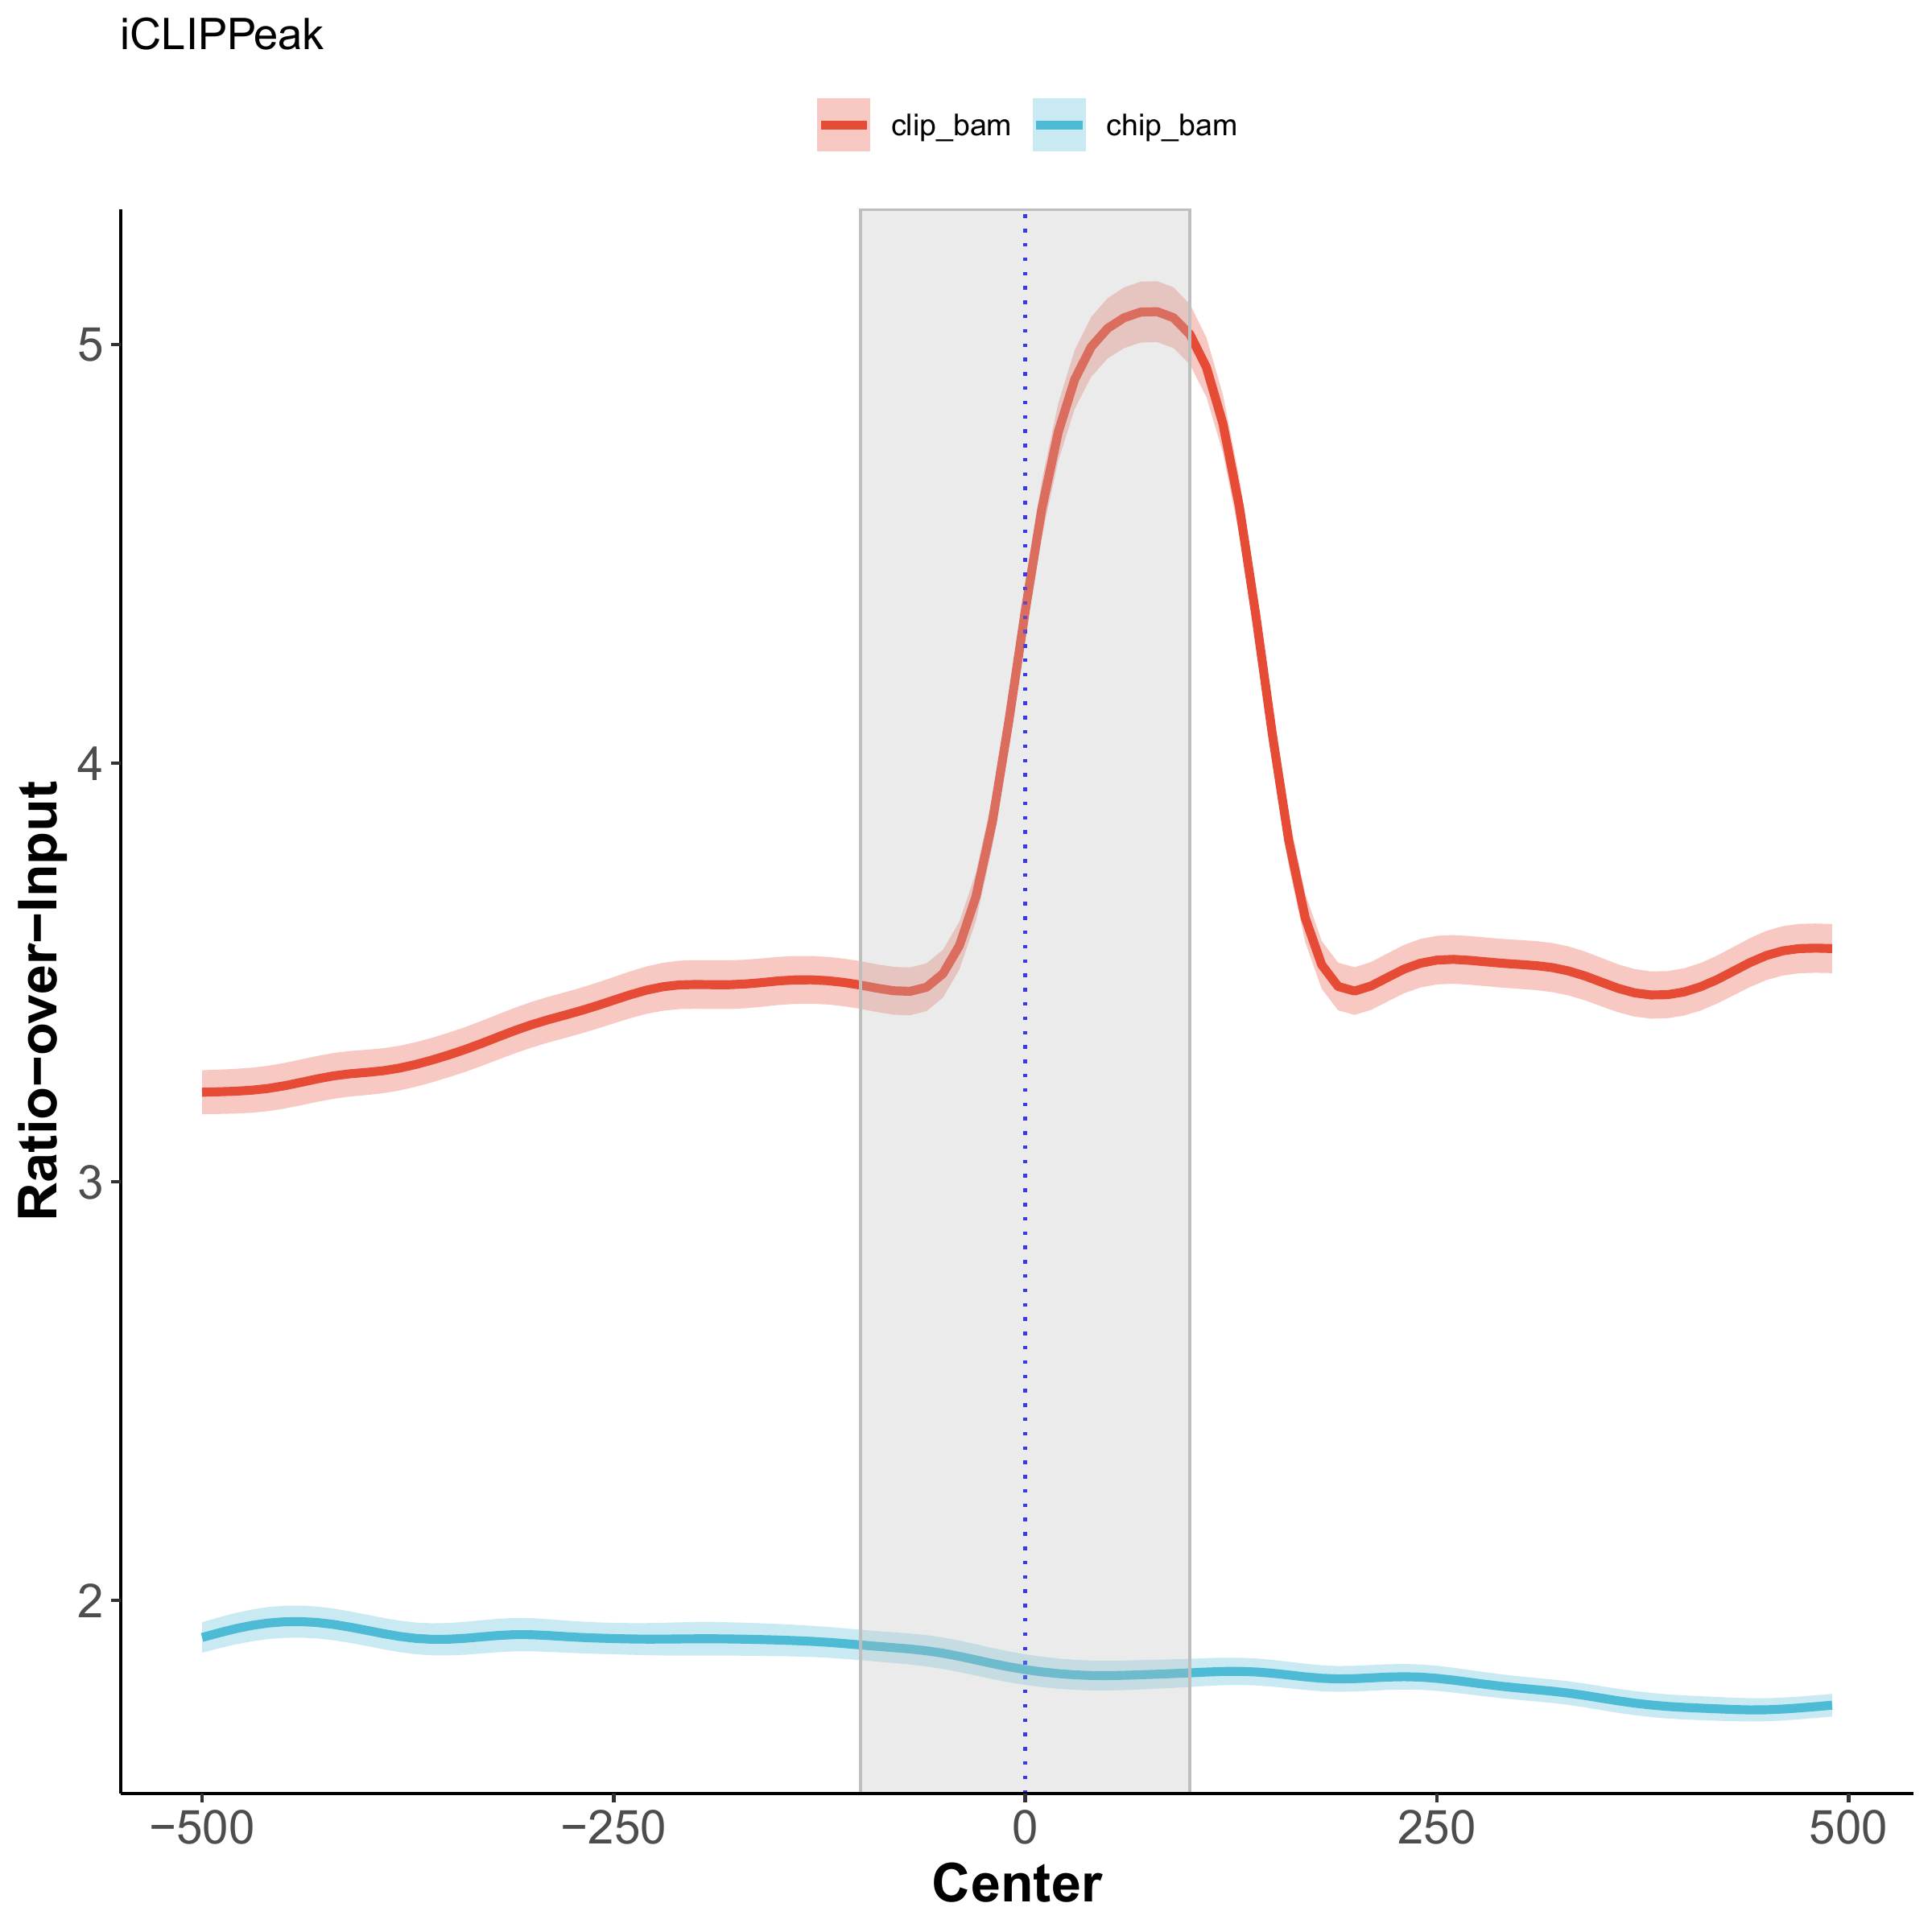 iCLIPPeak
clip_bam chip_bam
5
4
3
2
Ratio−over−Input
−500 −250 0 250 500
Center